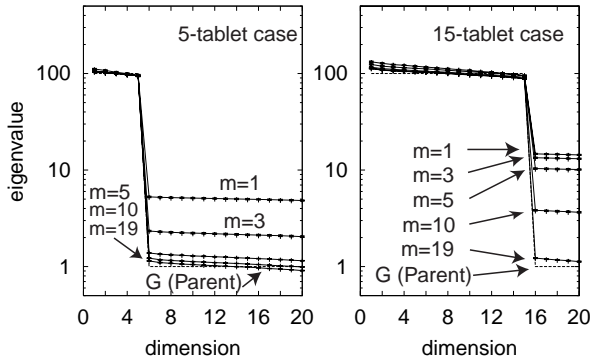 5-tablet case
eigenvalue
100
10
1
m=1
m=3
m=5
m=10
m=19
G (Parent)
0 4 8 12 16 20
dimension
15-tablet case
100
10
1
m=1
m=3
m=5
m=10
m=19
G (Parent)
0 4 8 12 16 20
dimension